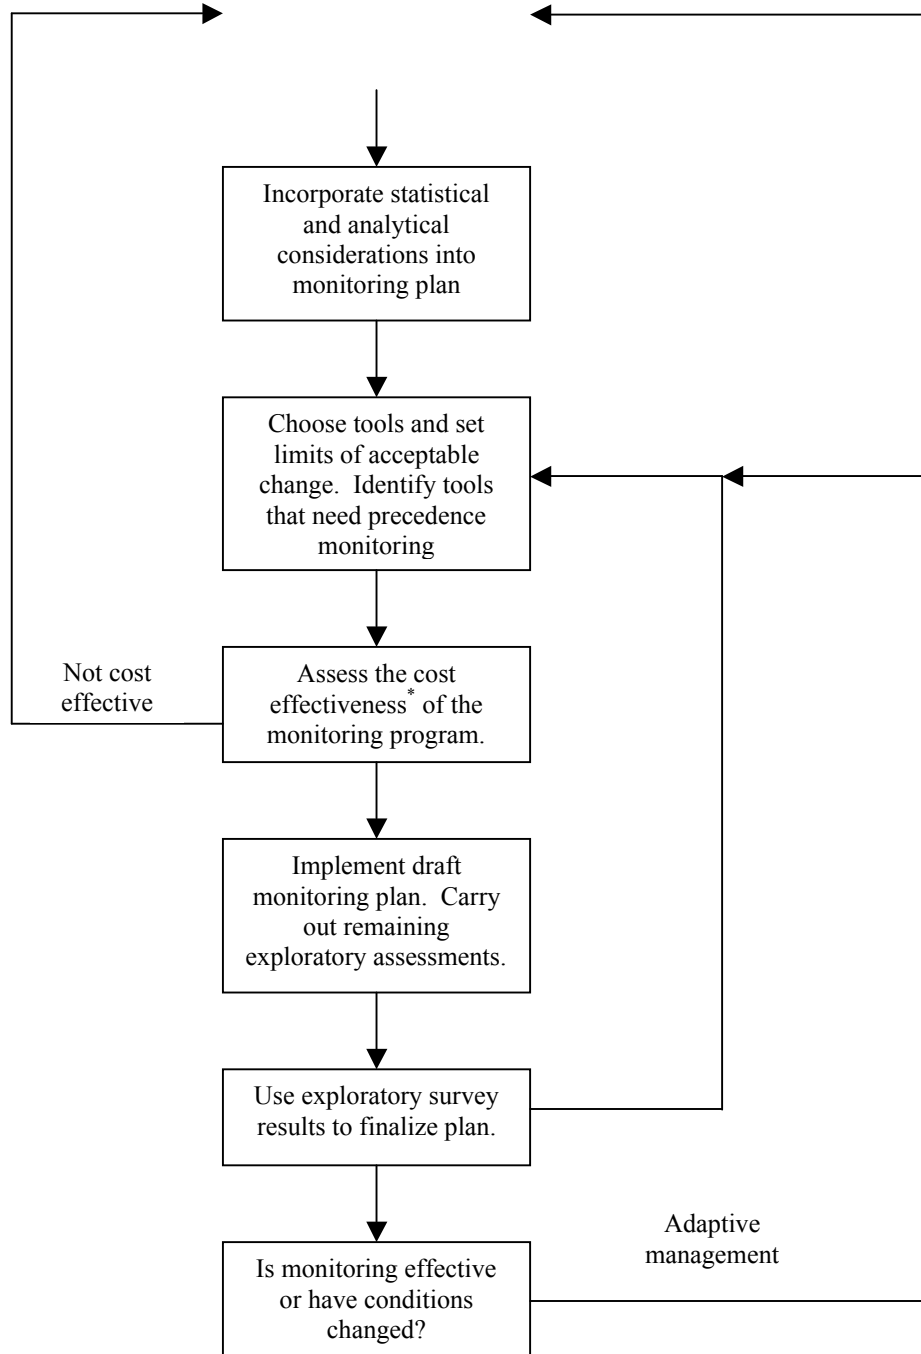 Incorporate statistical
and analytical
considerations into
monitoring plan
Choose tools and set
limits of acceptable
change.  Identify tools
that need precedence
monitoring
Not cost
effective
Assess the cost
effectiveness* of the
monitoring program.
Implement draft
monitoring plan.  Carry
out remaining
exploratory assessments.
Use exploratory survey
results to finalize plan.
Adaptive
management
Is monitoring effective
or have conditions
changed?